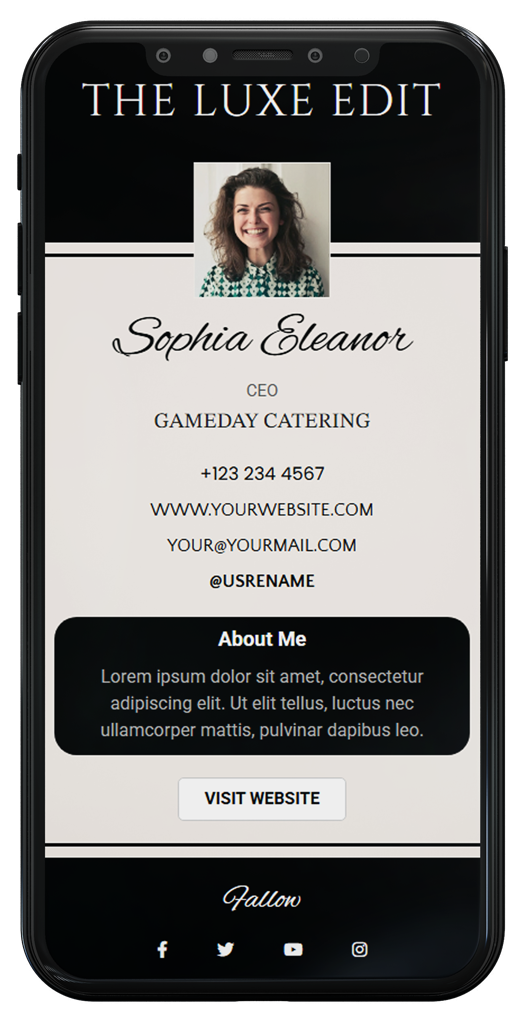 THE LUXE EDIT
Sophia Eleanor
CEO
GAMEDAY CATERING
+123 234 4567
WWW.YOURWEBSITE.COM
YOUR@YOURMAIL.COM
@USRENAME
About Me
Lorem ipsum dolor sit amet, consectetur
adipiscing elit. Ut elit tellus, luctus nec
ullamcorper mattis, pulvinar dapibus leo.
VISIT WEBSITE
Follow